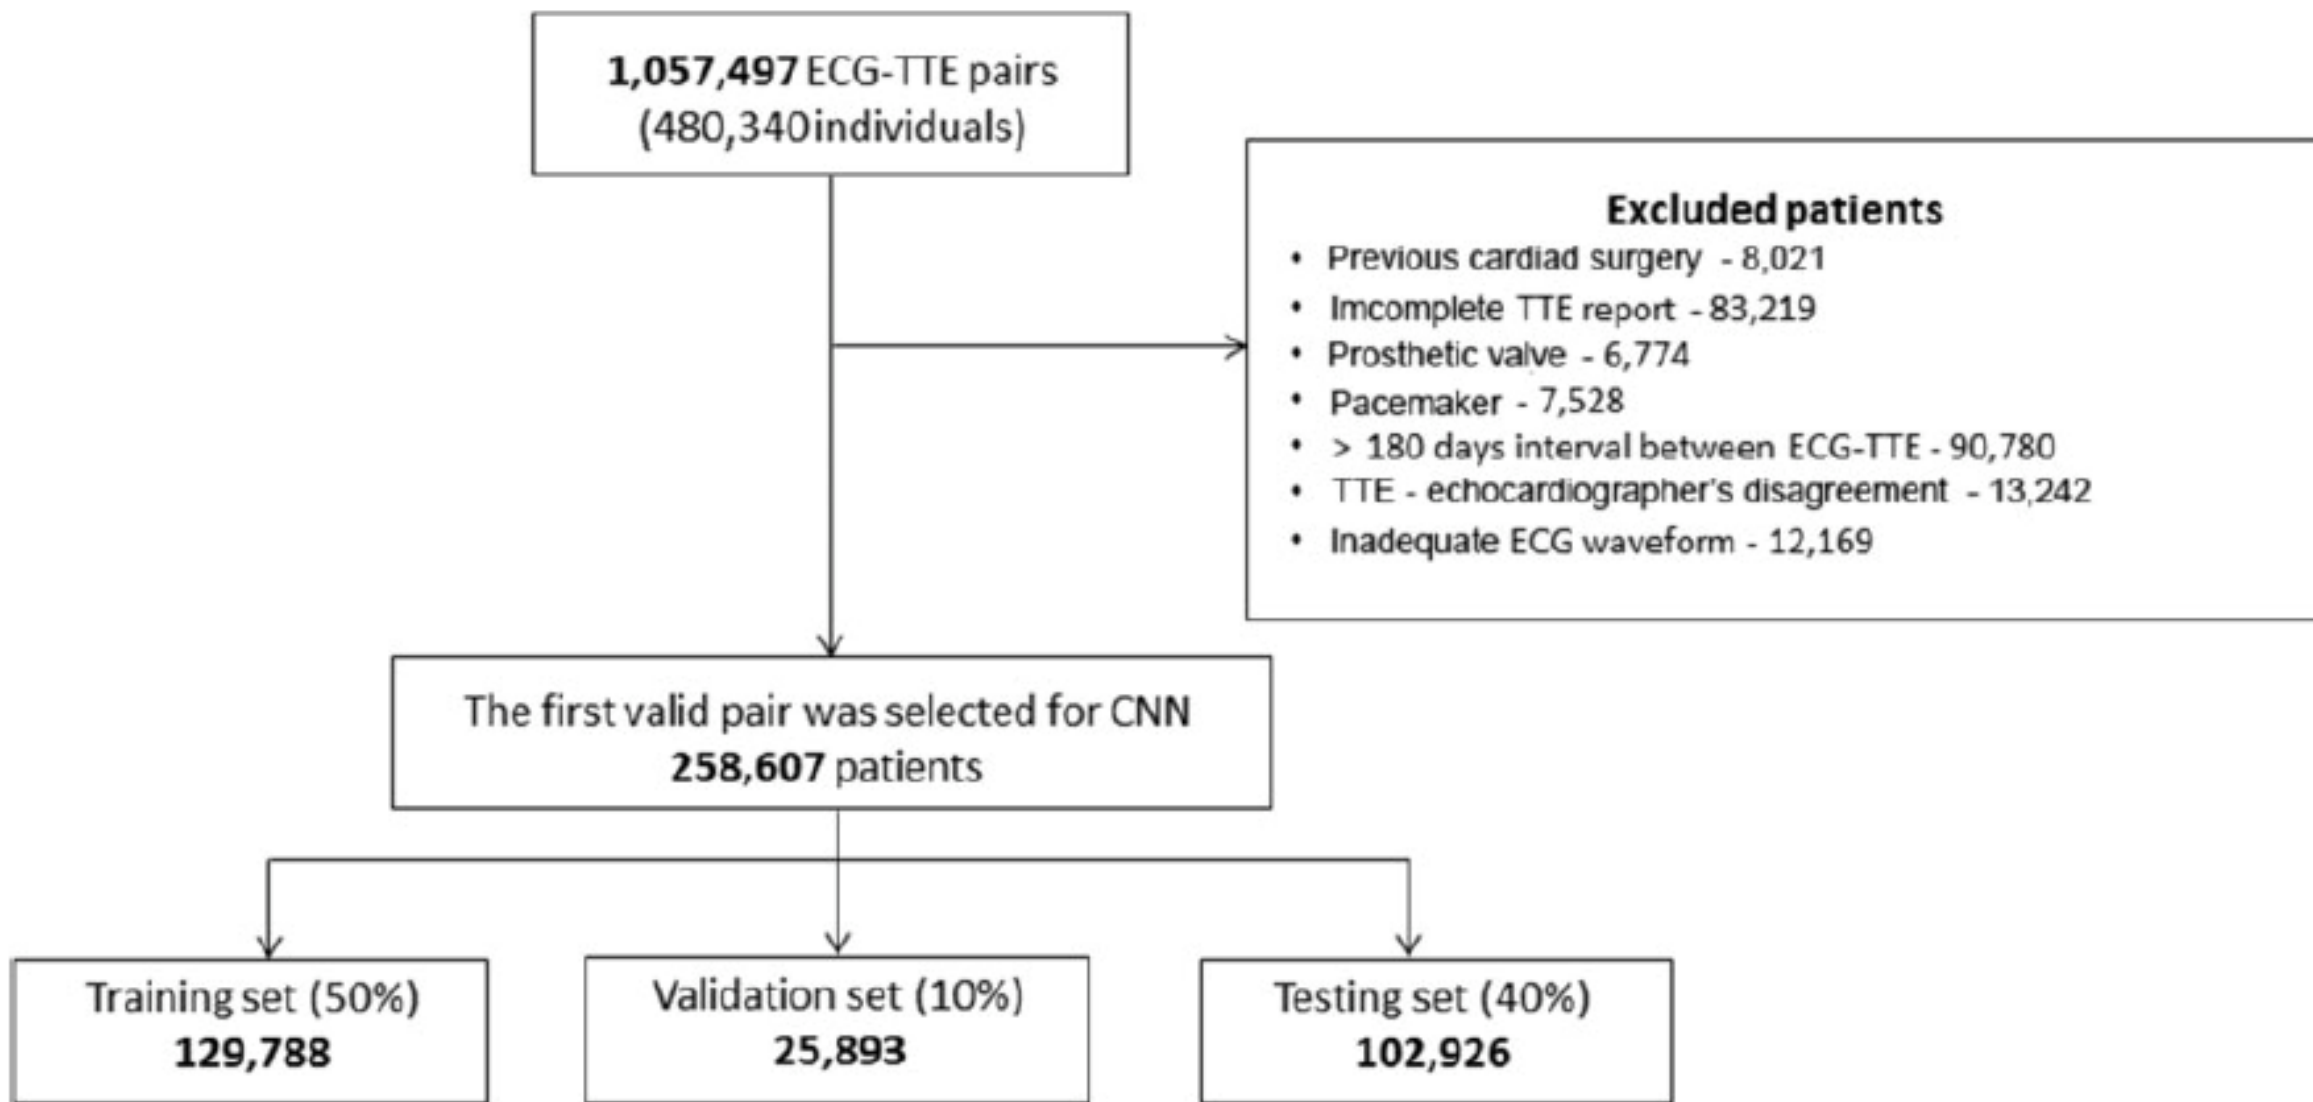 1,057,497 ECG-TTE pairs
(480,340 individuals)
Excluded patients
• Previous cardiad surgery - 8,021
• Imcomplete TTE report - 83,219
• Prosthetic valve - 6,774
• Pacemaker - 7,528
• > 180 days interval between ECG-TTE - 90,780
• TTE - echocardiographer's disagreement - 13,242
• Inadequate ECG waveform - 12,169
The first valid pair was selected for CNN
258,607 patients
Training set (50%)
129,788
Validation set (10%)
25,893
Testing set (40%)
102,926